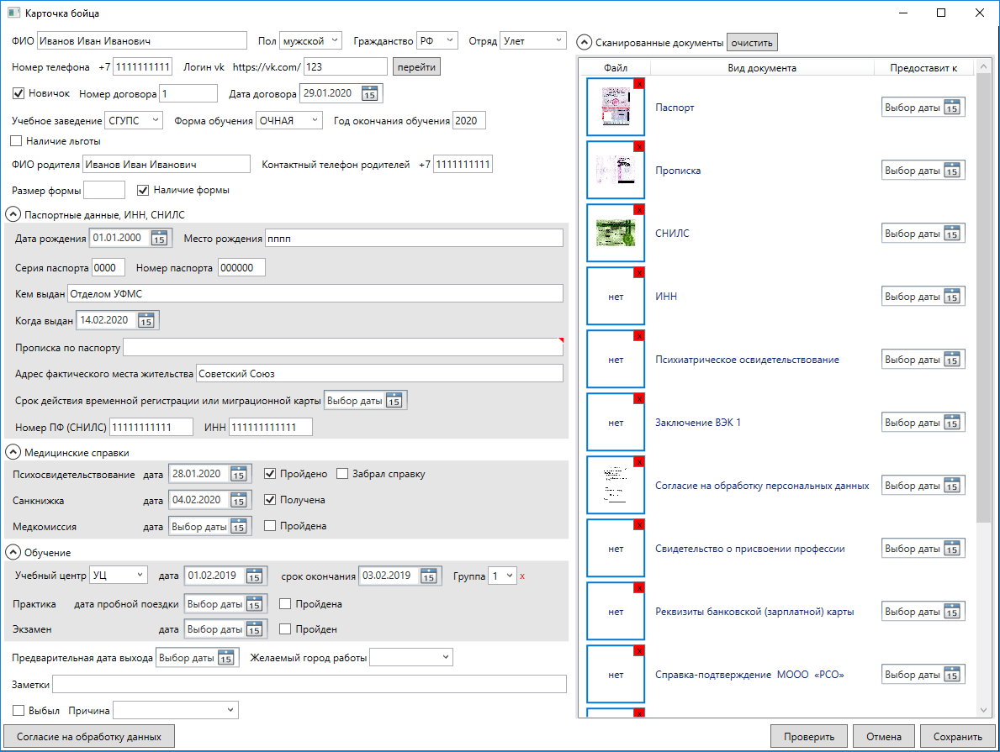 Карточка бойца
ФИО Иванов Иван Иванович Пол мужской Гражданство РФ Отряд Улет
Номер телефона +7 1111111111 Логин vk https://vk.com/ 123 перейти
Новичок Номер договора 1 Дата договора 29.01.2020 15
Учебное заведение СГУПС Форма обучения ОЧНАЯ Год окончания обучения 2020
Наличие льготы
ФИО родителя Иванов Иван Иванович Контактный телефон родителей +7 1111111111
Размер формы Наличие формы
Паспортные данные, ИНН, СНИЛС
Дата рождения 01.01.2000 15 Место рождения пппп
Серия паспорта 0000 Номер паспорта 000000
Кем выдан Отделом УФМС
Когда выдан 14.02.2020 15
Прописка по паспорту
Адрес фактического места жительства Советский Союз
Срок действия временной регистрации или миграционной карты Выбор даты 15
Номер ПФ (СНИЛС) 11111111111 ИНН 111111111111
Медицинские справки
Психосвидетельствование дата 28.01.2020 15 Пройдено Забрал справку
Санкнижка дата 04.02.2020 15 Получена
Медкомиссия дата Выбор даты 15 Пройдена
Обучение
Учебный центр УЦ дата 01.02.2019 15 срок окончания 03.02.2019 15 Группа 1 x
Практика дата пробной поездки Выбор даты 15 Пройдена
Экзамен дата Выбор даты 15 Пройден
Предварительная дата выхода Выбор даты 15 Желаемый город работы
Заметки
Выбыл Причина
Согласие на обработку данных
Сканированные документы очистить
Файл Вид документа Предоставит к
x Паспорт Выбор даты 15
x Прописка Выбор даты 15
x СНИЛС Выбор даты 15
x нет ИНН Выбор даты 15
x нет Психиатрическое освидетельствование Выбор даты 15
x нет Заключение ВЭК 1 Выбор даты 15
x Согласие на обработку персональных данных Выбор даты 15
x нет Свидетельство о присвоении профессии Выбор даты 15
x нет Реквизиты банковской (зарплатной) карты Выбор даты 15
x нет Справка-подтверждение МООО «РСО» Выбор даты 15
x
Проверить Отмена Сохранить